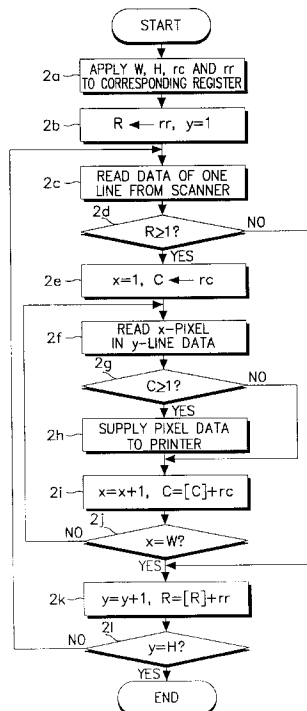 START
2a
APPLY W, H, rc AND rr
TO CORRESPONDING REGISTER
2b
R ← rr, y=1
2c
READ DATA OF ONE
LINE FROM SCANNER
2d
R≥1?
NO
YES
2e
x=1, C ← rc
2f
READ x-PIXEL
IN y-LINE DATA
2g
C≥1?
NO
YES
2h
SUPPLY PIXEL DATA
TO PRINTER
2i
x=x+1, C=[C]+rc
2j
NO
x=W?
YES
2k
y=y+1, R=[R]+rr
2l
NO
y=H?
YES
END